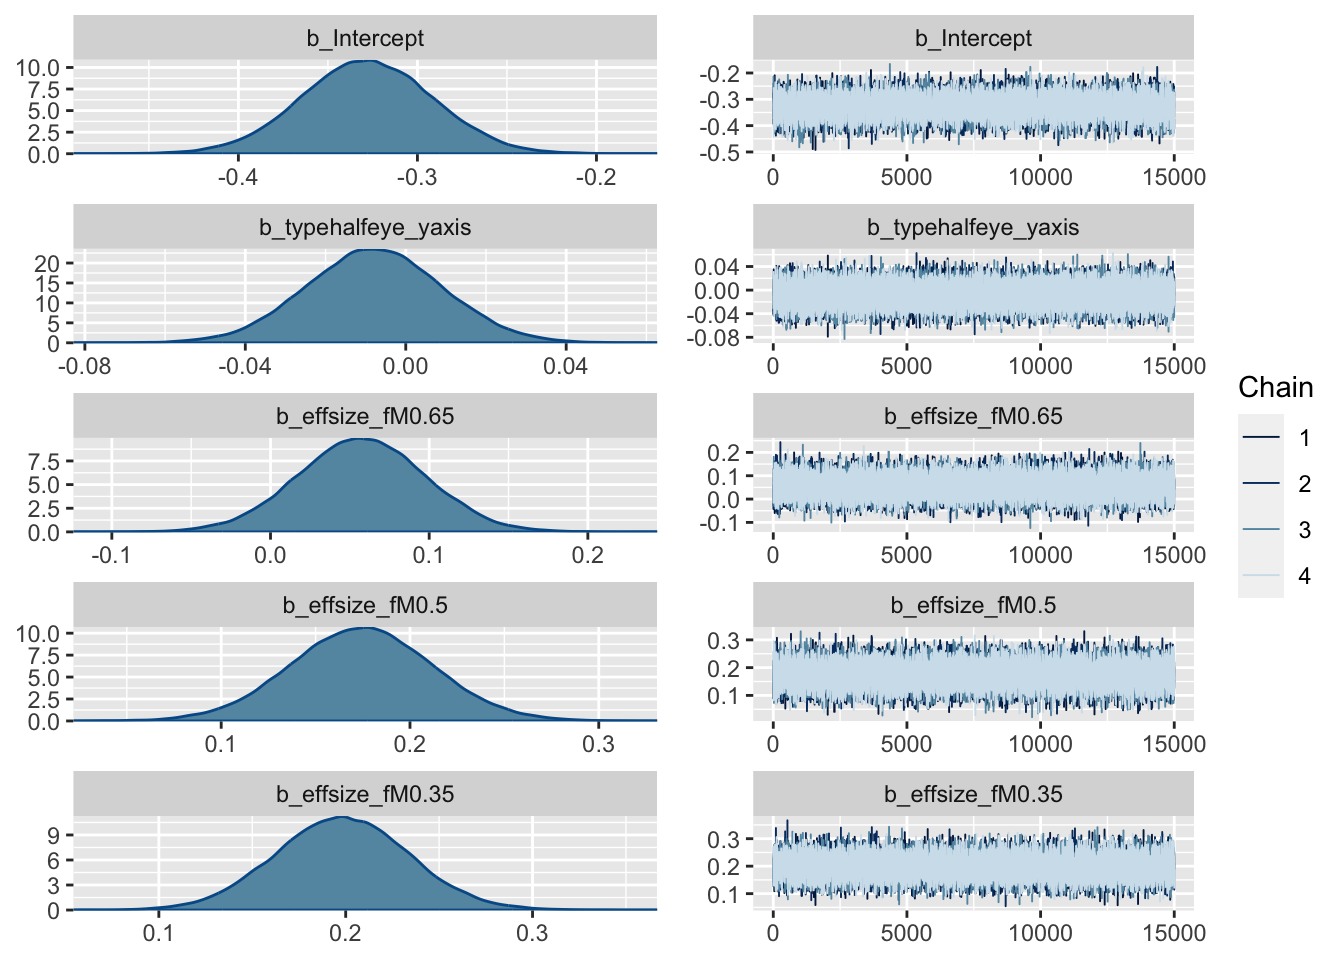 b_Intercept
10.0
7.5
5.0
2.5
0.0
-0.4 -0.3 -0.2
b_Intercept
-0.2
-0.3
-0.4
-0.5
0 5000 10000 15000
b_typehalfeye_yaxis
20
15
10
5
0
-0.08 -0.04 0.00 0.04
b_typehalfeye_yaxis
0.04
0.00
-0.04
-0.08
0 5000 10000 15000
b_effsize_fM0.65
7.5
5.0
2.5
0.0
-0.1 0.0 0.1 0.2
b_effsize_fM0.65
0.2
0.1
0.0
-0.1
0 5000 10000 15000
b_effsize_fM0.5
10.0
7.5
5.0
2.5
0.0
0.1 0.2 0.3
b_effsize_fM0.5
0.3
0.2
0.1
0 5000 10000 15000
b_effsize_fM0.35
9
6
3
0
0.1 0.2 0.3
b_effsize_fM0.35
0.3
0.2
0.1
0 5000 10000 15000
Chain
1
2
3
4